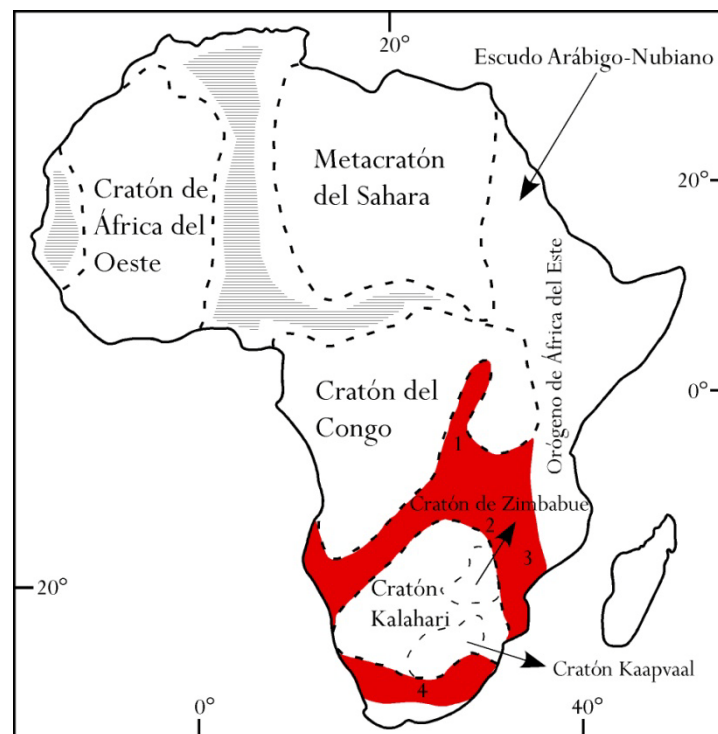 20°
Escudo Arábigo-Nubiano
Metacratón
del Sahara
20°
Cratón de
África del
Oeste
Orógeno de África del Este
Cratón del
Congo
0°
1
Cratón de Zimbabue
2
3
20°
Cratón
Kalahari
Cratón Kaapvaal
4
0°
40°